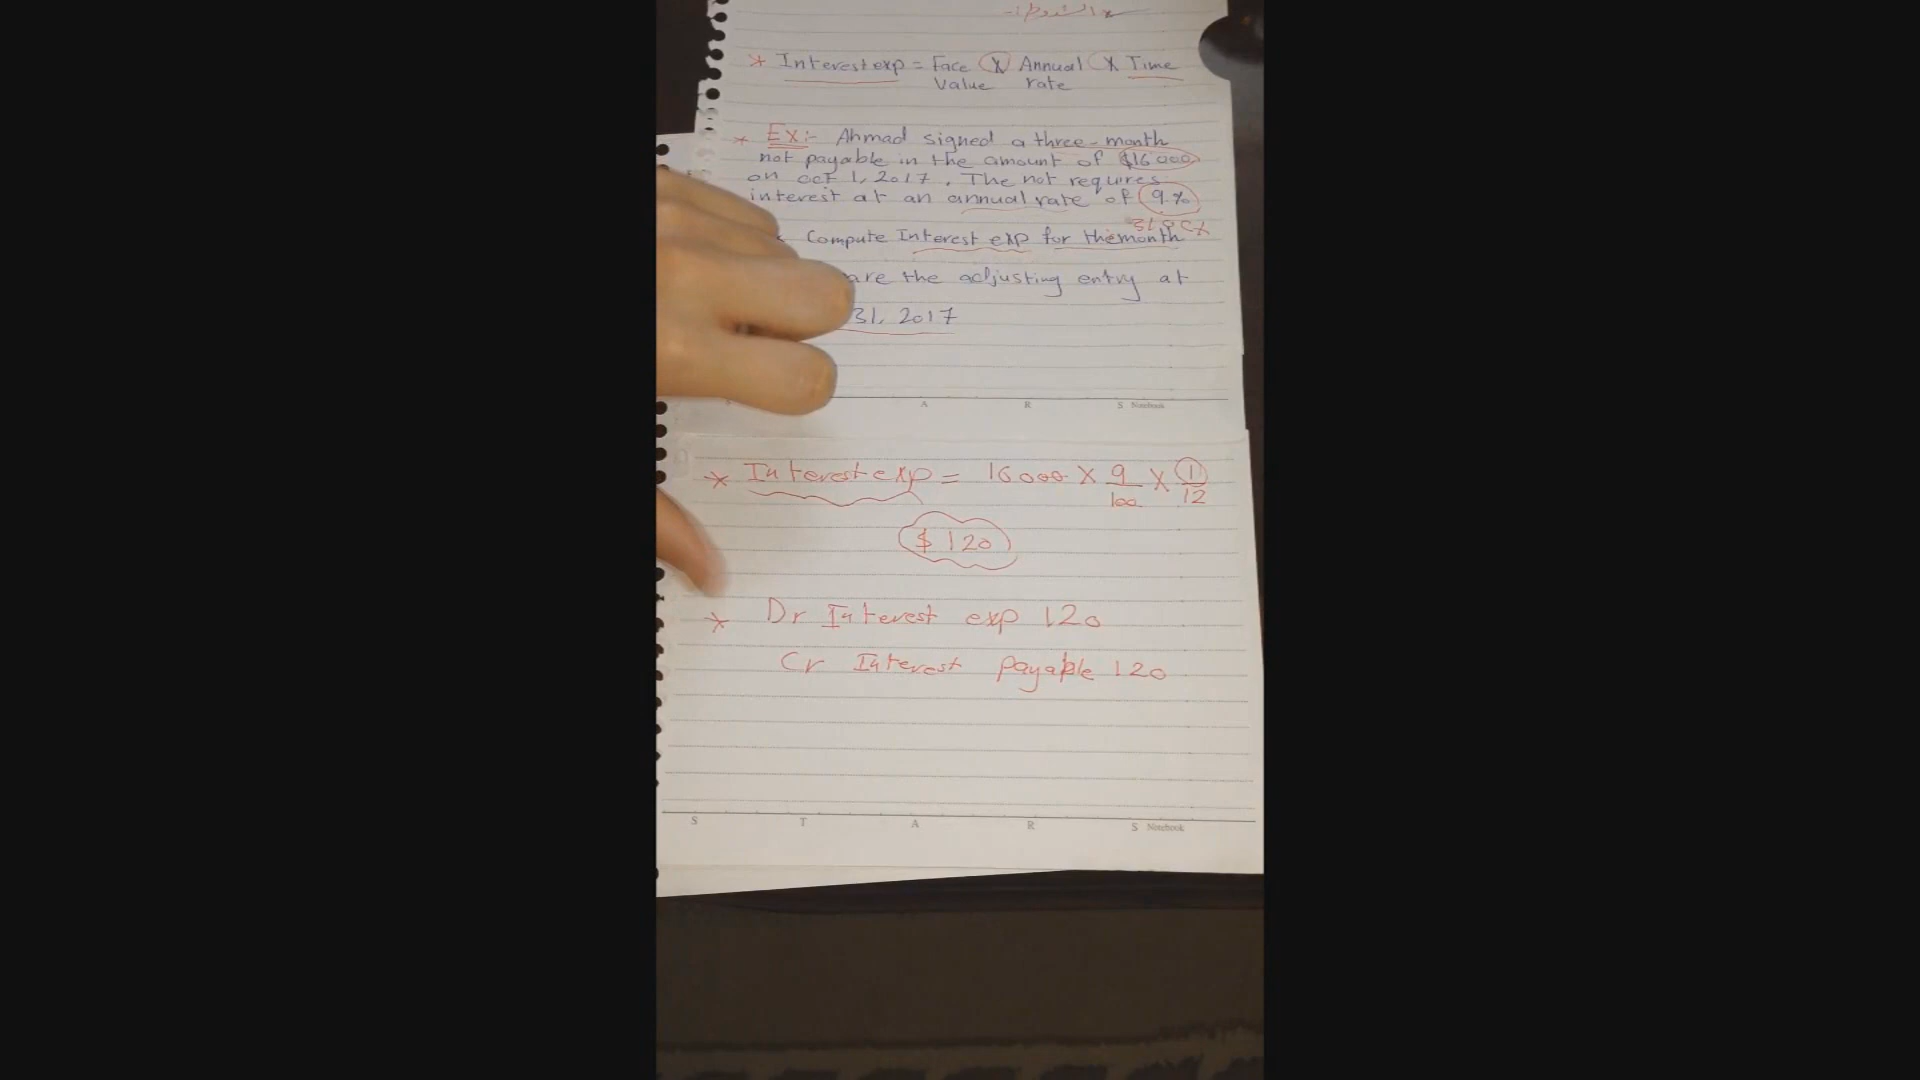 * Interest exp = Face X Annual X Time
Value rate
* Ex:- Ahmad signed a three-month
not payable in the amount of $16000
on oct 1, 2017. The not requires
interest at an annual rate of 9%
Compute Interest exp for the month
are the adjusting entry at
31, 2017
A R S Notebook
* Interest exp = 16000 X 9/100 X 1/12
$120
* Dr Interest exp 120
Cr Interest payable 120
S T A R S Notebook